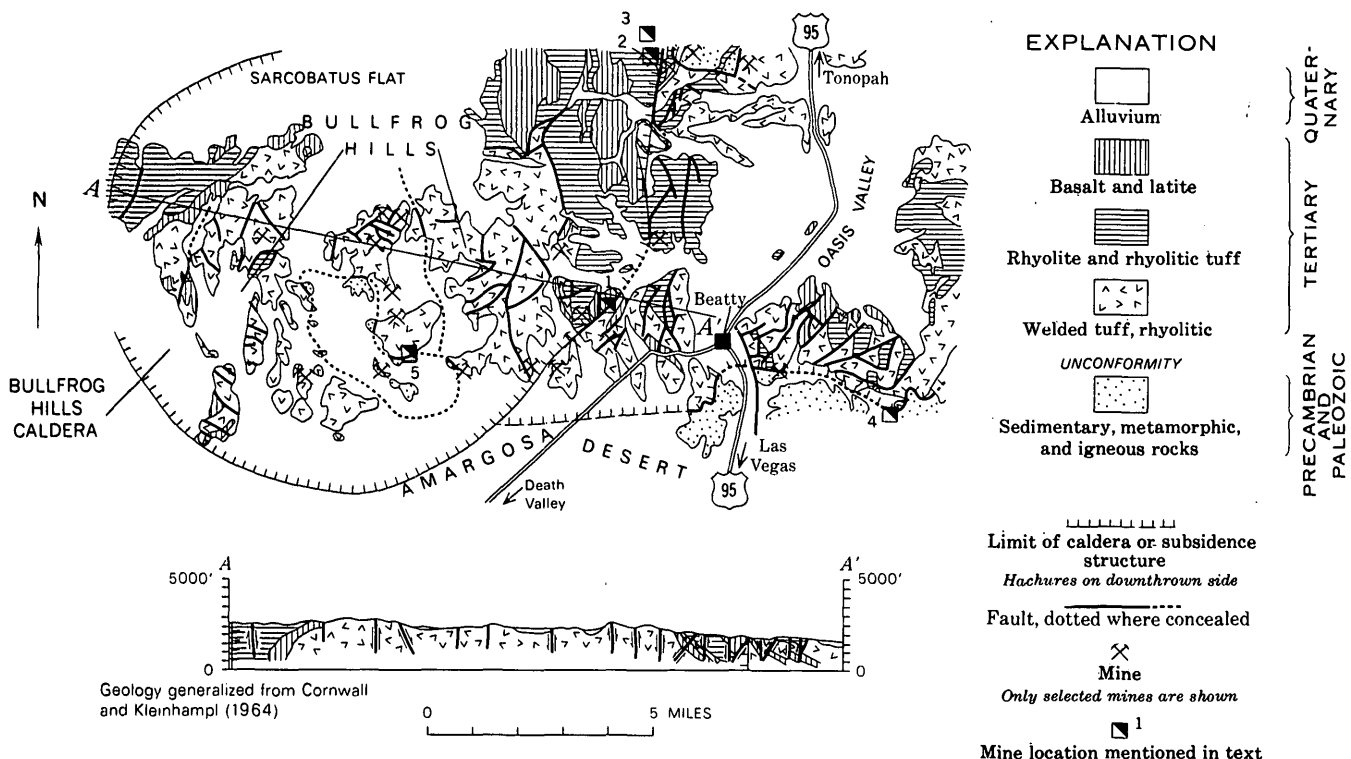 3
2
95
Tonopah
SARCOBATUS FLAT
BULLFROG
HILLS
A
N
OASIS VALLEY
1
Beatty
A'
5
4
BULLFROG
HILLS
CALDERA
AMARGOSA DESERT
Las
Vegas
Death
Valley
95
EXPLANATION
Alluvium
QUATER-
NARY
Basalt and latite
Rhyolite and rhyolitic tuff
Welded tuff, rhyolitic
TERTIARY
UNCONFORMITY
Sedimentary, metamorphic,
and igneous rocks
PRECAMBRIAN
AND
PALEOZOIC
Limit of caldera or subsidence
structure
Hachures on downthrown side
Fault, dotted where concealed
Mine
Only selected mines are shown
1
Mine location mentioned in text
A
A'
5000'
5000'
0
0
Geology generalized from Cornwall
and Kleinhampl (1964)
0
5 MILES